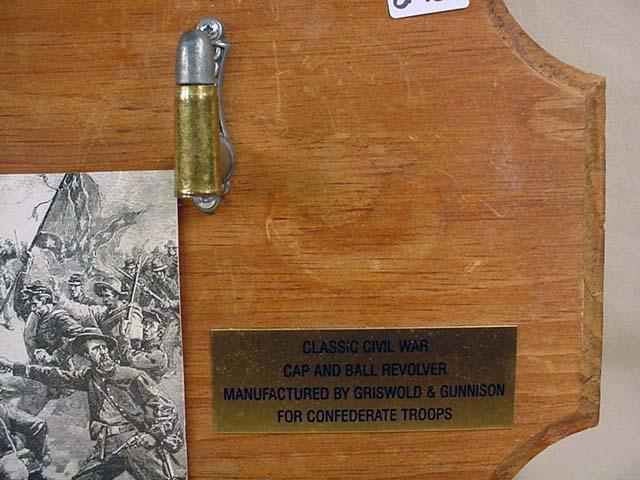 CLASSIC CIVIL WAR
CAP AND BALL REVOLVER
MANUFACTURED BY GRISWOLD & GUNNISON
FOR CONFEDERATE TROOPS